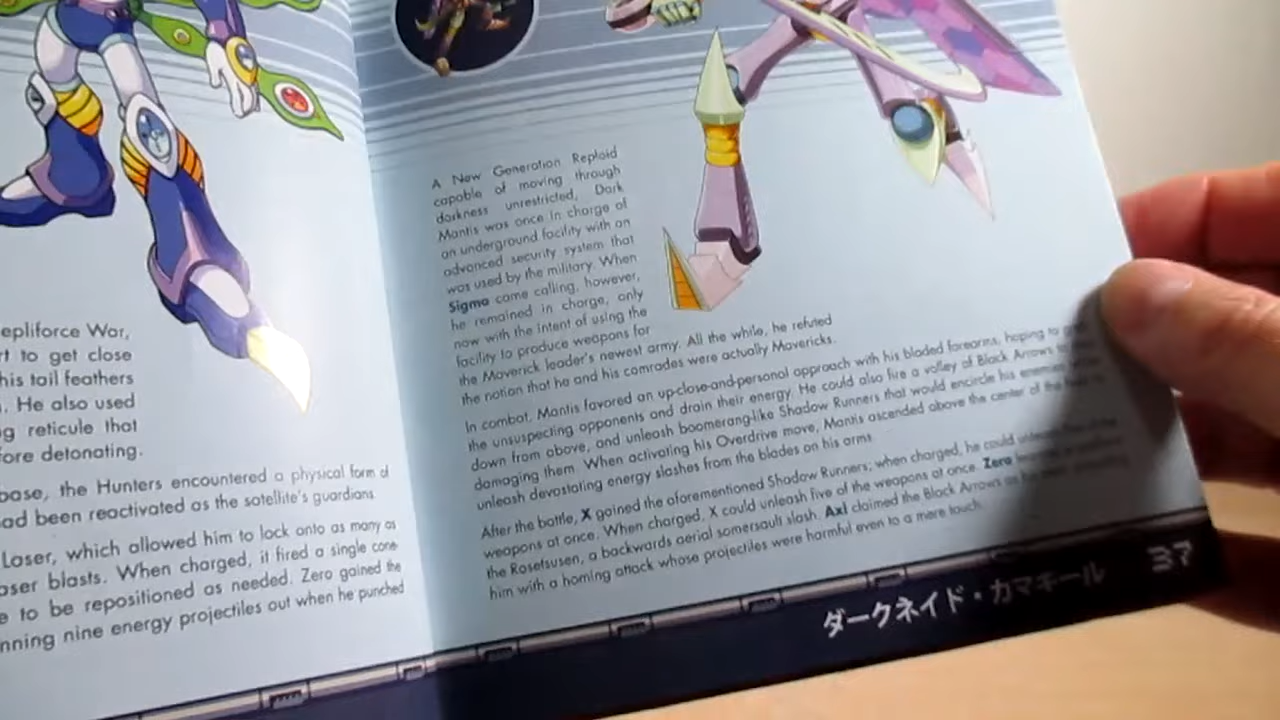 epliforce War,
rt to get close
his tail feathers
. He also used
g reticule that
ore detonating.
base, the Hunters encountered a physical form of
ad been reactivated as the satellite's guardians.
Laser, which allowed him to lock onto as many as
aser blasts. When charged, it fired a single cone
e to be repositioned as needed. Zero gained the
nning nine energy projectiles out when he punched
A New Generation Reploid
capable of moving through
darkness unrestricted, Dark
Mantis was once in charge of
an underground facility with an
advanced security system that
was used by the military. When
Sigma came calling, however,
he remained in charge, only
now with the intent of using the
facility to produce weapons for
the Maverick leader's newest army. All the while, he refuted
the notion that he and his comrades were actually Mavericks.
In combat, Mantis favored an up-close-and-personal approach with his bladed forearms, hoping to
the unsuspecting opponents and drain their energy. He could also fire a volley of Black Arrows
down from above, and unleash boomerang-like Shadow Runners that would encircle his enemies
damaging them. When activating his Overdrive move, Mantis ascended above the center of the
unleash devastating energy slashes from the blades on his arms.
After the battle, X gained the aforementioned Shadow Runners; when charged, he could unleash
weapons at once. When charged, X could unleash five of the weapons at once. Zero
the Rasetsusen, a backwards aerial somersault slash. Axl claimed the Black Arrows
him with a homing attack whose projectiles were harmful even to a mere touch.
ダークネイド・カマキール 37